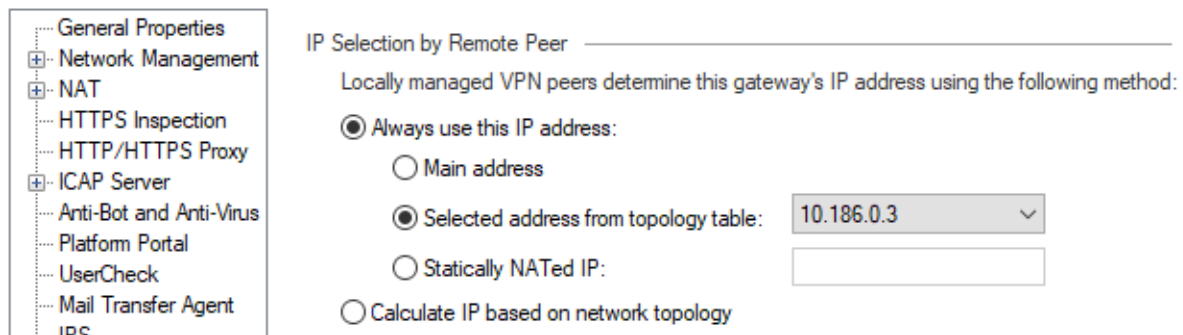 General Properties
Network Management
NAT
HTTPS Inspection
HTTP/HTTPS Proxy
ICAP Server
Anti-Bot and Anti-Virus
Platform Portal
UserCheck
Mail Transfer Agent
IPS
IP Selection by Remote Peer
Locally managed VPN peers determine this gateway's IP address using the following method:
Always use this IP address:
Main address
Selected address from topology table: 10.186.0.3
Statically NATed IP:
Calculate IP based on network topology